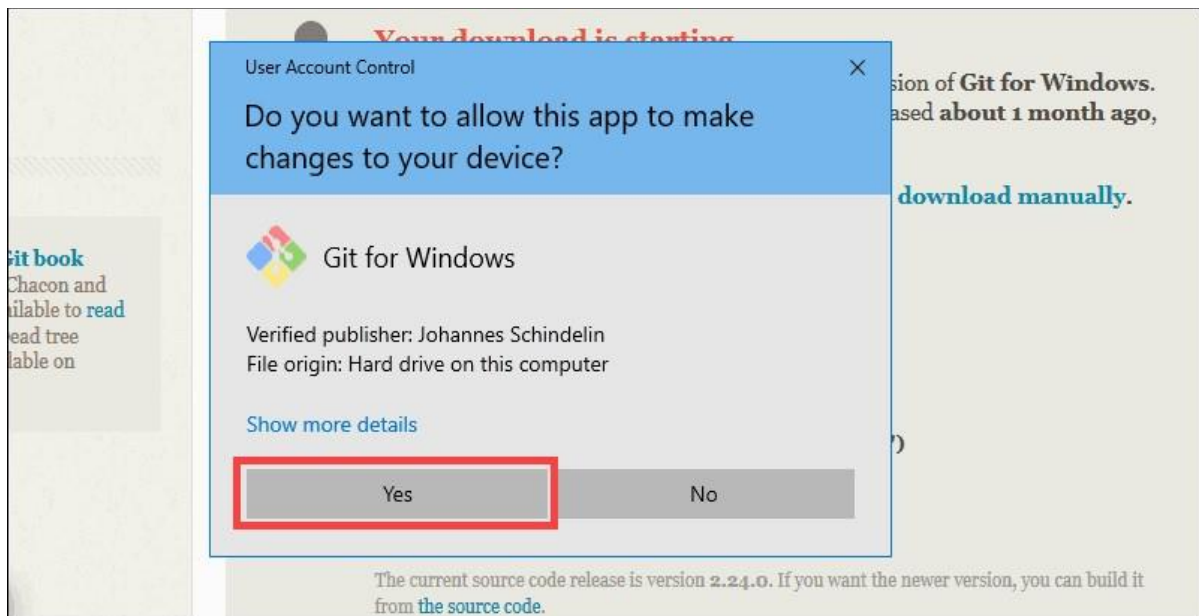 Your download is starting
User Account Control
Do you want to allow this app to make
changes to your device?
sion of Git for Windows.
ased about 1 month ago,
download manually.
Git for Windows
Verified publisher: Johannes Schindelin
File origin: Hard drive on this computer
Show more details
Yes
No
it book
Chacon and
ilable to read
ead tree
lable on
')
The current source code release is version 2.24.0. If you want the newer version, you can build it
from the source code.